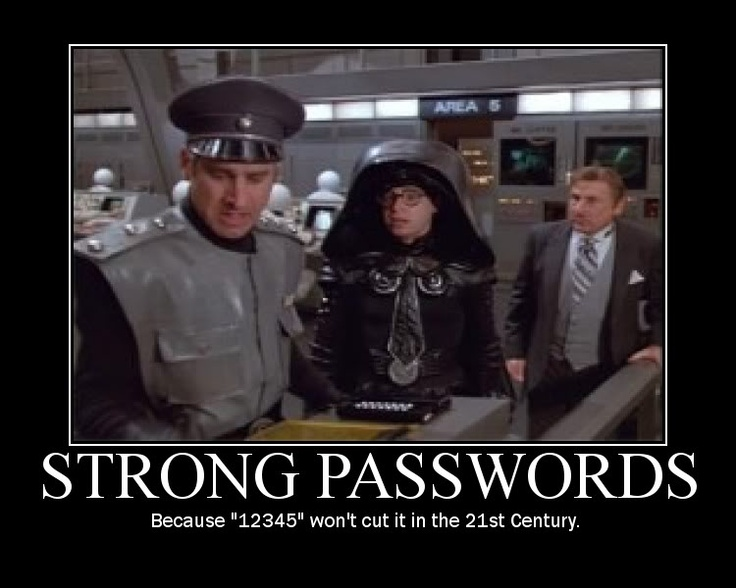 AREA 5
STRONG PASSWORDS
Because "12345" won't cut it in the 21st Century.